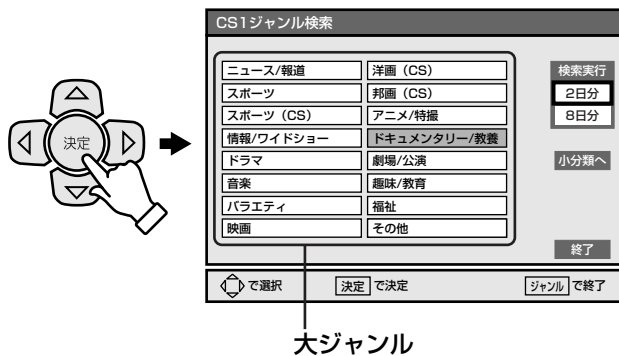 CS1ジャンル検索
ニュース/報道 洋画（CS） 検索実行
スポーツ 邦画（CS） 2日分
スポーツ（CS） アニメ/特撮 8日分
情報/ワイドショー ドキュメンタリー/教養
ドラマ 劇場/公演 小分類へ
音楽 趣味/教育
バラエティ 福祉
映画 その他
終了
決定
で選択 決定 で決定 ジャンル で終了
大ジャンル